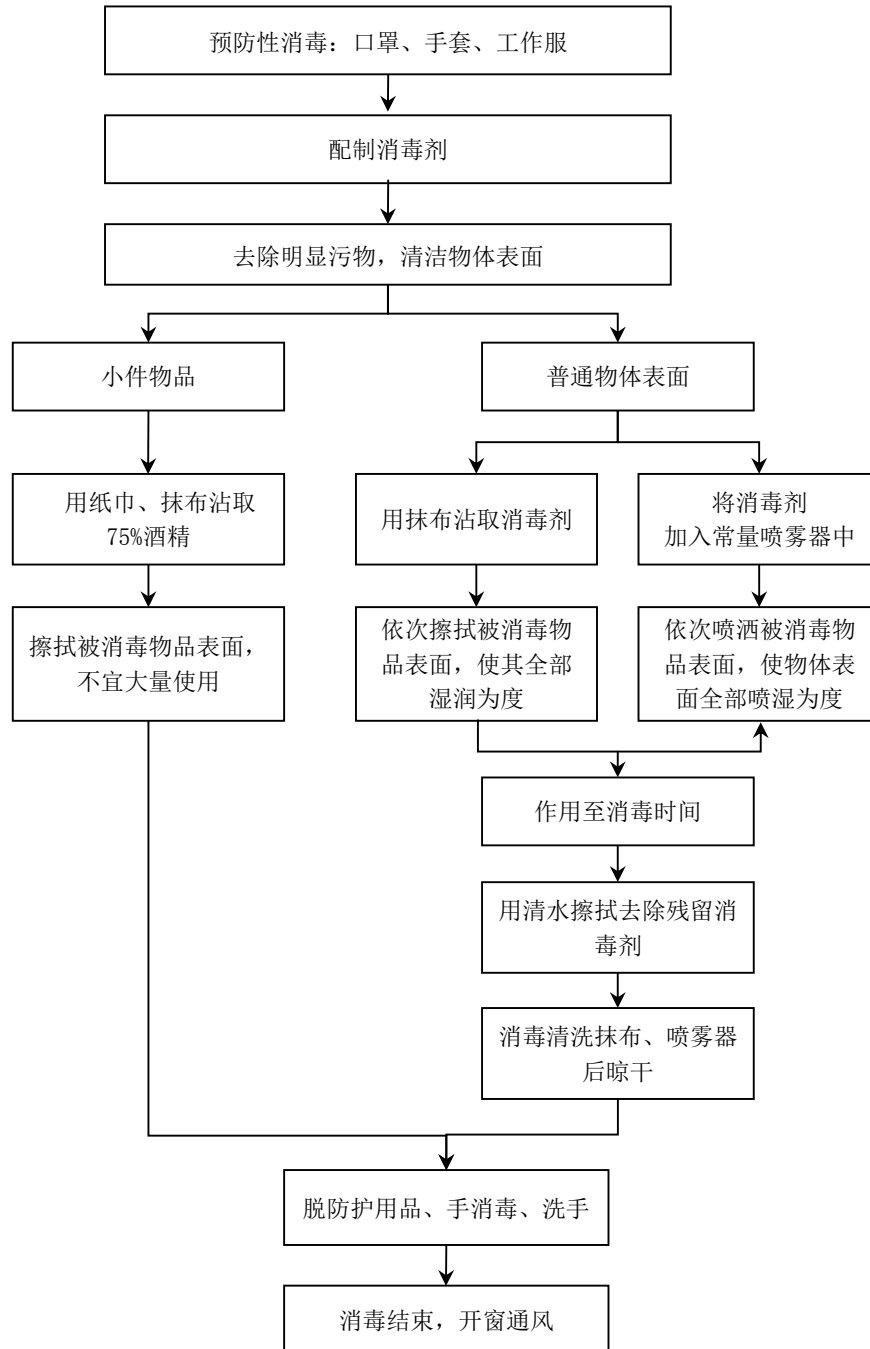 预防性消毒：口罩、手套、工作服
配制消毒剂
去除明显污物，清洁物体表面
小件物品
普通物体表面
用纸巾、抹布沾取
75%酒精
用抹布沾取消毒剂
将消毒剂
加入常量喷雾器中
擦拭被消毒物品表面，
不宜大量使用
依次擦拭被消毒物
品表面，使其全部
湿润为度
依次喷洒被消毒物
品表面，使物体表
面全部喷湿为度
作用至消毒时间
用清水擦拭去除残留消
毒剂
消毒清洗抹布、喷雾器
后晾干
脱防护用品、手消毒、洗手
消毒结束，开窗通风